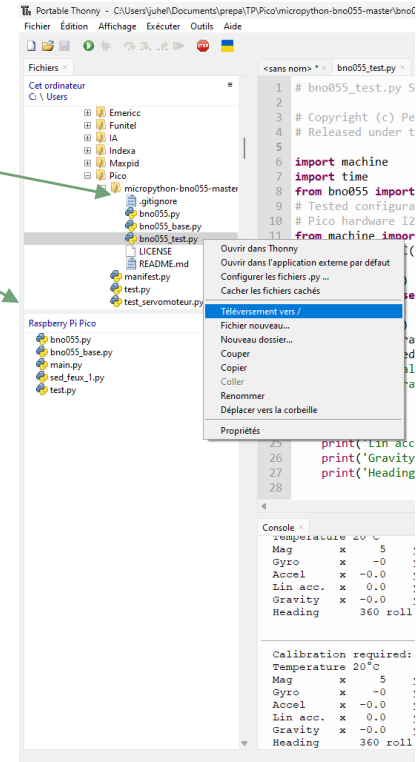 Portable Thonny - C:\Users\juhel\Documents\prepa\TP\Pico\micropython-bno055-master\bno0
Fichier Édition Affichage Exécuter Outils Aide
Fichiers
Cet ordinateur
C: \ Users
Emericc
Funitel
IA
Indexa
Maxpid
Pico
micropython-bno055-master
.gitignore
bno055.py
bno055_base.py
bno055_test.py
LICENSE
README.md
manifest.py
test.py
test_servomoteur.py
Raspberry Pi Pico
bno055.py
bno055_base.py
main.py
sed_feux_1.py
test.py
Ouvrir dans Thonny
Ouvrir dans l'application externe par défaut
Configurer les fichiers .py ...
Cacher les fichiers cachés
Téléversement vers /
Fichier nouveau...
Nouveau dossier...
Couper
Copier
Coller
Renommer
Déplacer vers la corbeille
Propriétés
<sans nom> * bno055_test.py
1 # bno055_test.py S
2
3 # Copyright (c) Pe
4 # Released under t
5
6 import machine
7 import time
8 from bno055 import
9 # Tested configura
10 # Pico hardware I2
11 from machine impor
25 print('Lin acc
26 print('Gravity
27 print('Heading
28
Console
Temperature 20°C
Mag x 5
Gyro x -0
Accel x -0.0
Lin acc. x 0.0
Gravity x -0.0
Heading 360 roll
Calibration required:
Temperature 20°C
Mag x 5
Gyro x -0
Accel x -0.0
Lin acc. x 0.0
Gravity x -0.0
Heading 360 roll